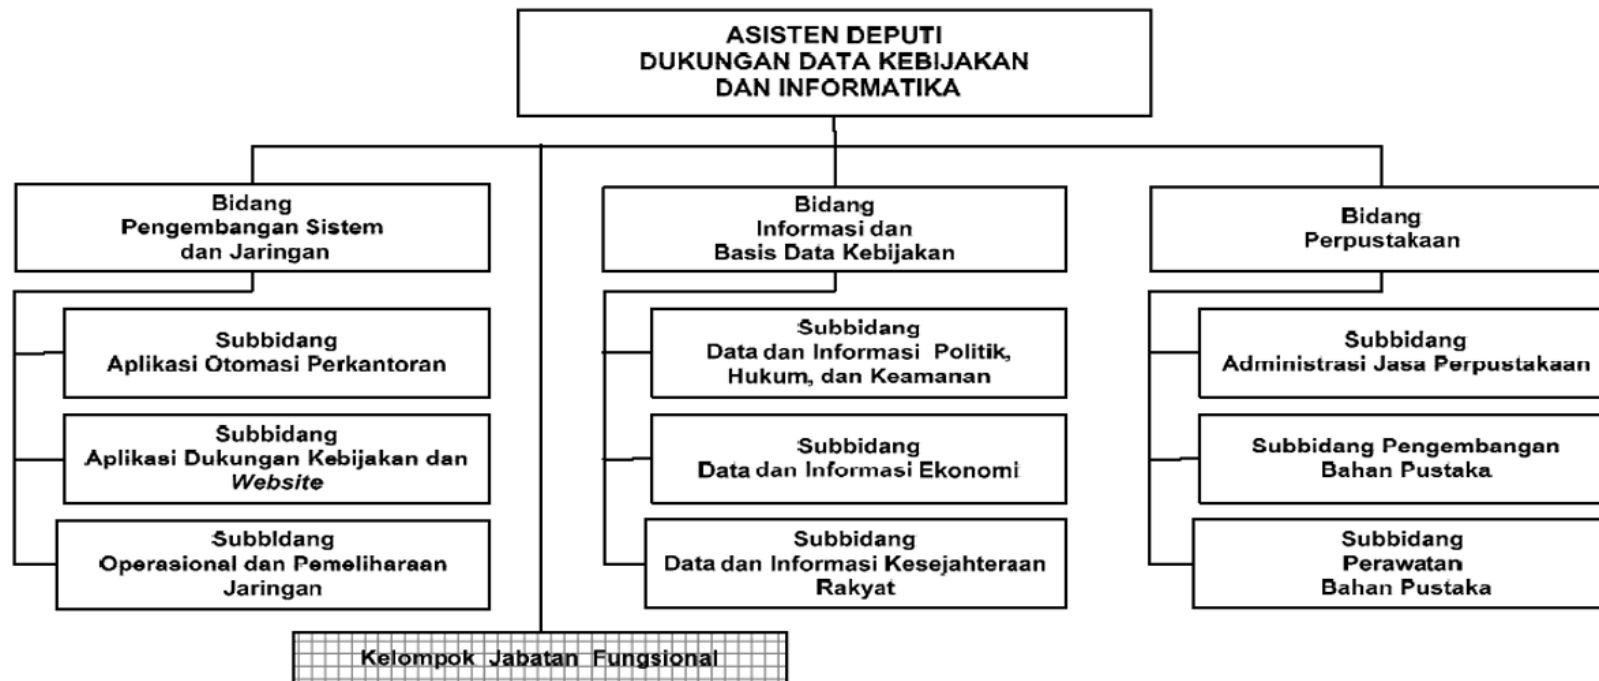 ASISTEN DEPUTI
DUKUNGAN DATA KEBIJAKAN
DAN INFORMATIKA
Bidang
Pengembangan Sistem
dan Jaringan
Subbidang
Aplikasi Otomasi Perkantoran
Subbidang
Aplikasi Dukungan Kebijakan dan
Website
Subbidang
Operasional dan Pemeliharaan
Jaringan
Bidang
Informasi dan
Basis Data Kebijakan
Subbidang
Data dan Informasi Politik,
Hukum, dan Keamanan
Subbidang
Data dan Informasi Ekonomi
Subbidang
Data dan Informasi Kesejahteraan
Rakyat
Bidang
Perpustakaan
Subbidang
Administrasi Jasa Perpustakaan
Subbidang Pengembangan
Bahan Pustaka
Subbidang
Perawatan
Bahan Pustaka
Kelompok Jabatan Fungsional